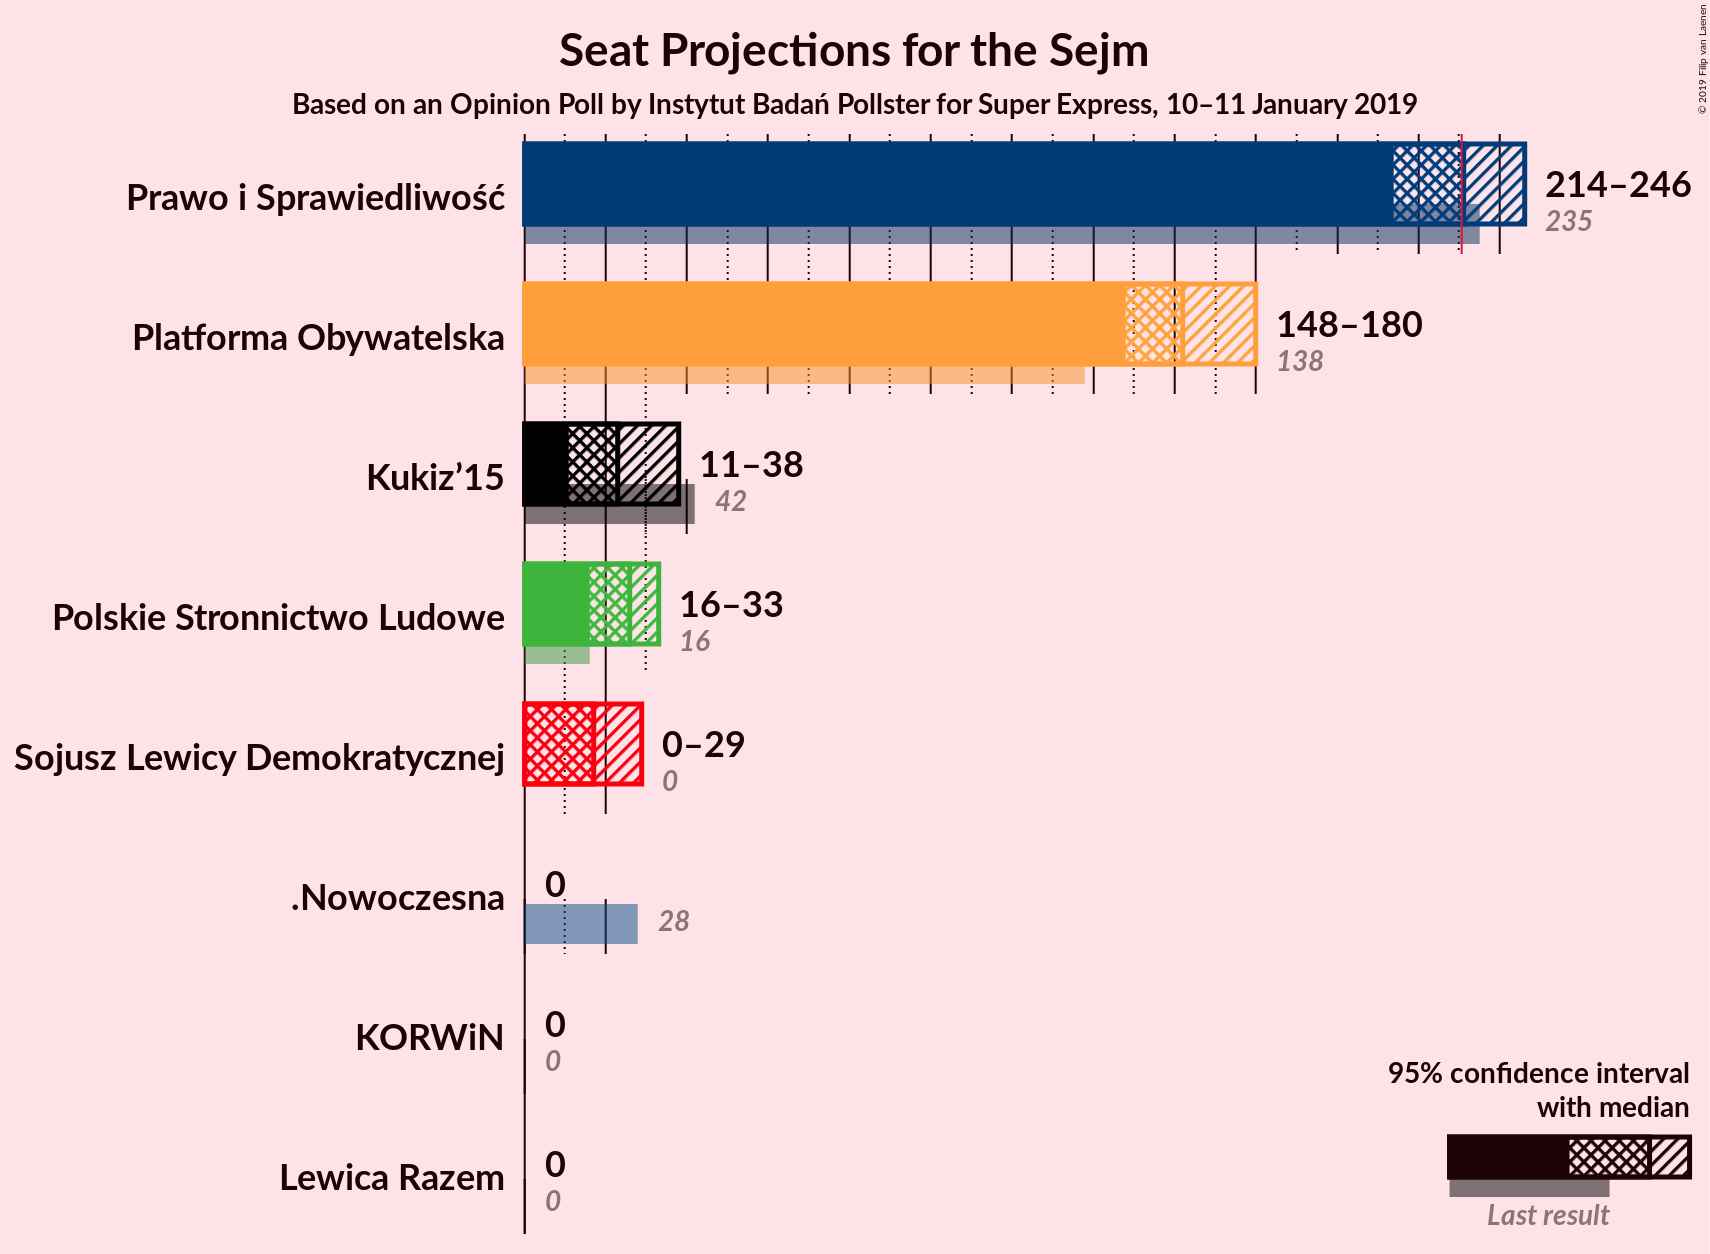 Seat Projections for the Sejm
Based on an Opinion Poll by Instytut Badań Pollster for Super Express, 10–11 January 2019
© 2019 Filip van Laenen
Prawo i Sprawiedliwość
214–246
235
Platforma Obywatelska
148–180
138
Kukiz’15
11–38
42
Polskie Stronnictwo Ludowe
16–33
16
Sojusz Lewicy Demokratycznej
0–29
0
.Nowoczesna
0
28
KORWiN
0
0
Lewica Razem
0
0
95% confidence interval
with median
Last result